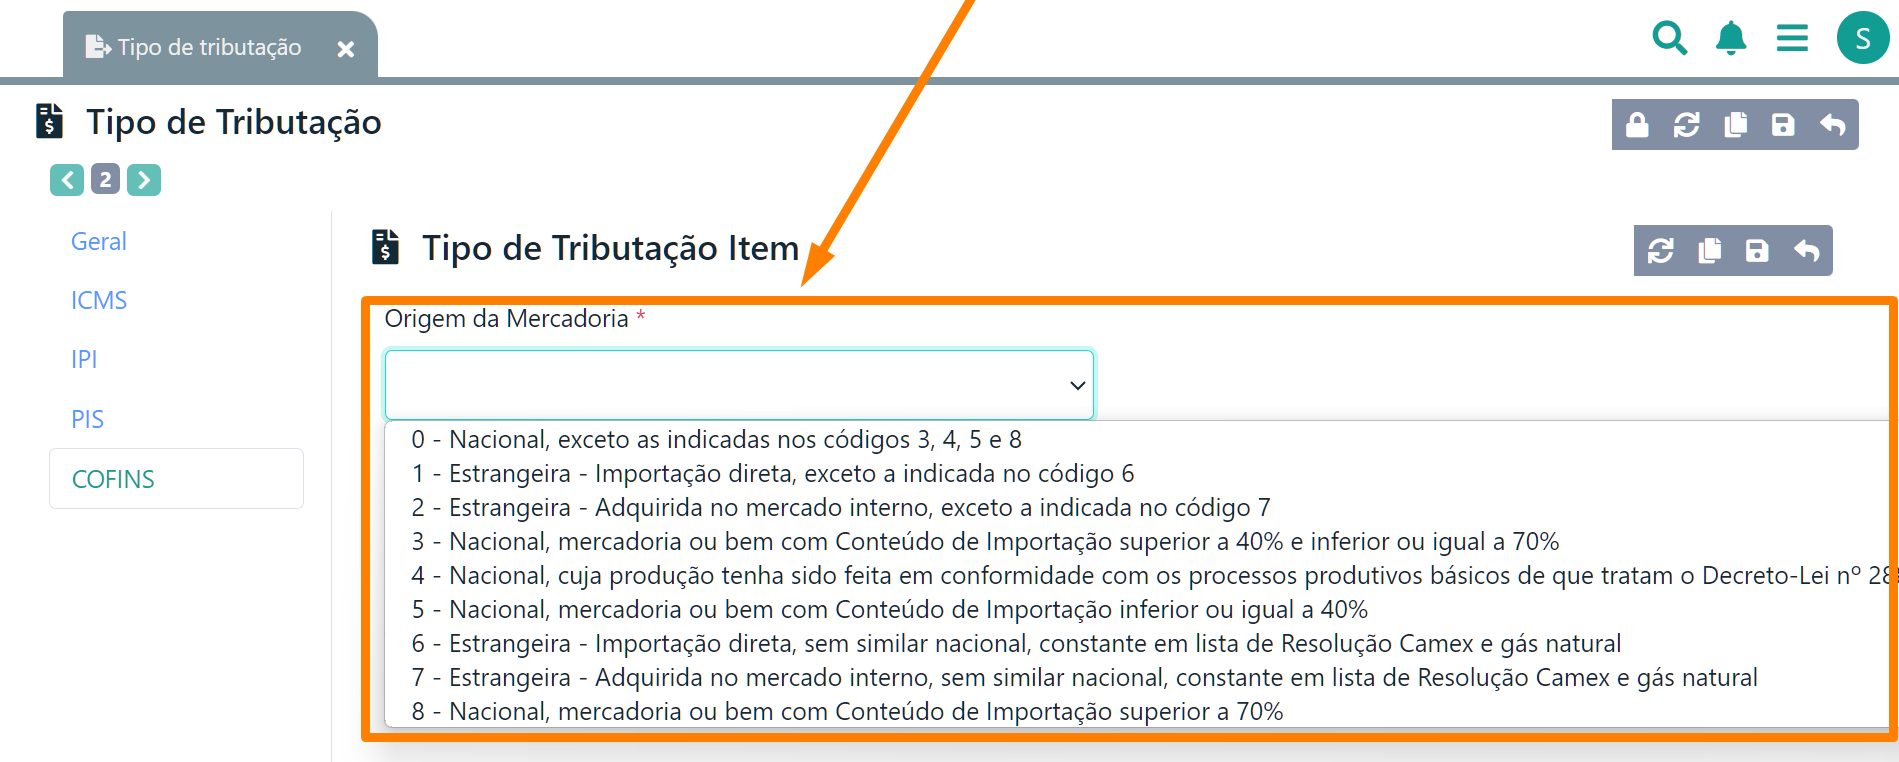 Tipo de tributação
S
Tipo de Tributação
2
Geral
ICMS
IPI
PIS
COFINS
Tipo de Tributação Item
Origem da Mercadoria *
0 - Nacional, exceto as indicadas nos códigos 3, 4, 5 e 8
1 - Estrangeira - Importação direta, exceto a indicada no código 6
2 - Estrangeira - Adquirida no mercado interno, exceto a indicada no código 7
3 - Nacional, mercadoria ou bem com Conteúdo de Importação superior a 40% e inferior ou igual a 70%
4 - Nacional, cuja produção tenha sido feita em conformidade com os processos produtivos básicos de que tratam o Decreto-Lei nº
5 - Nacional, mercadoria ou bem com Conteúdo de Importação inferior ou igual a 40%
6 - Estrangeira - Importação direta, sem similar nacional, constante em lista de Resolução Camex e gás natural
7 - Estrangeira - Adquirida no mercado interno, sem similar nacional, constante em lista de Resolução Camex e gás natural
8 - Nacional, mercadoria ou bem com Conteúdo de Importação superior a 70%